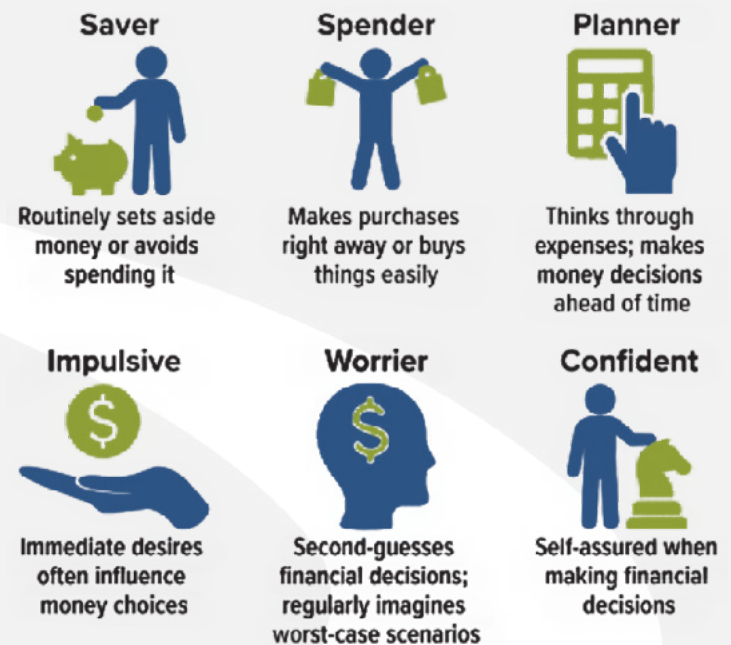 Saver
Routinely sets aside
money or avoids
spending it
Spender
Makes purchases
right away or buys
things easily
Planner
Thinks through
expenses; makes
money decisions
ahead of time
Impulsive
$
Immediate desires
often influence
money choices
Worrier
$
Second-guesses
financial decisions;
regularly imagines
worst-case scenarios
Confident
Self-assured when
making financial
decisions